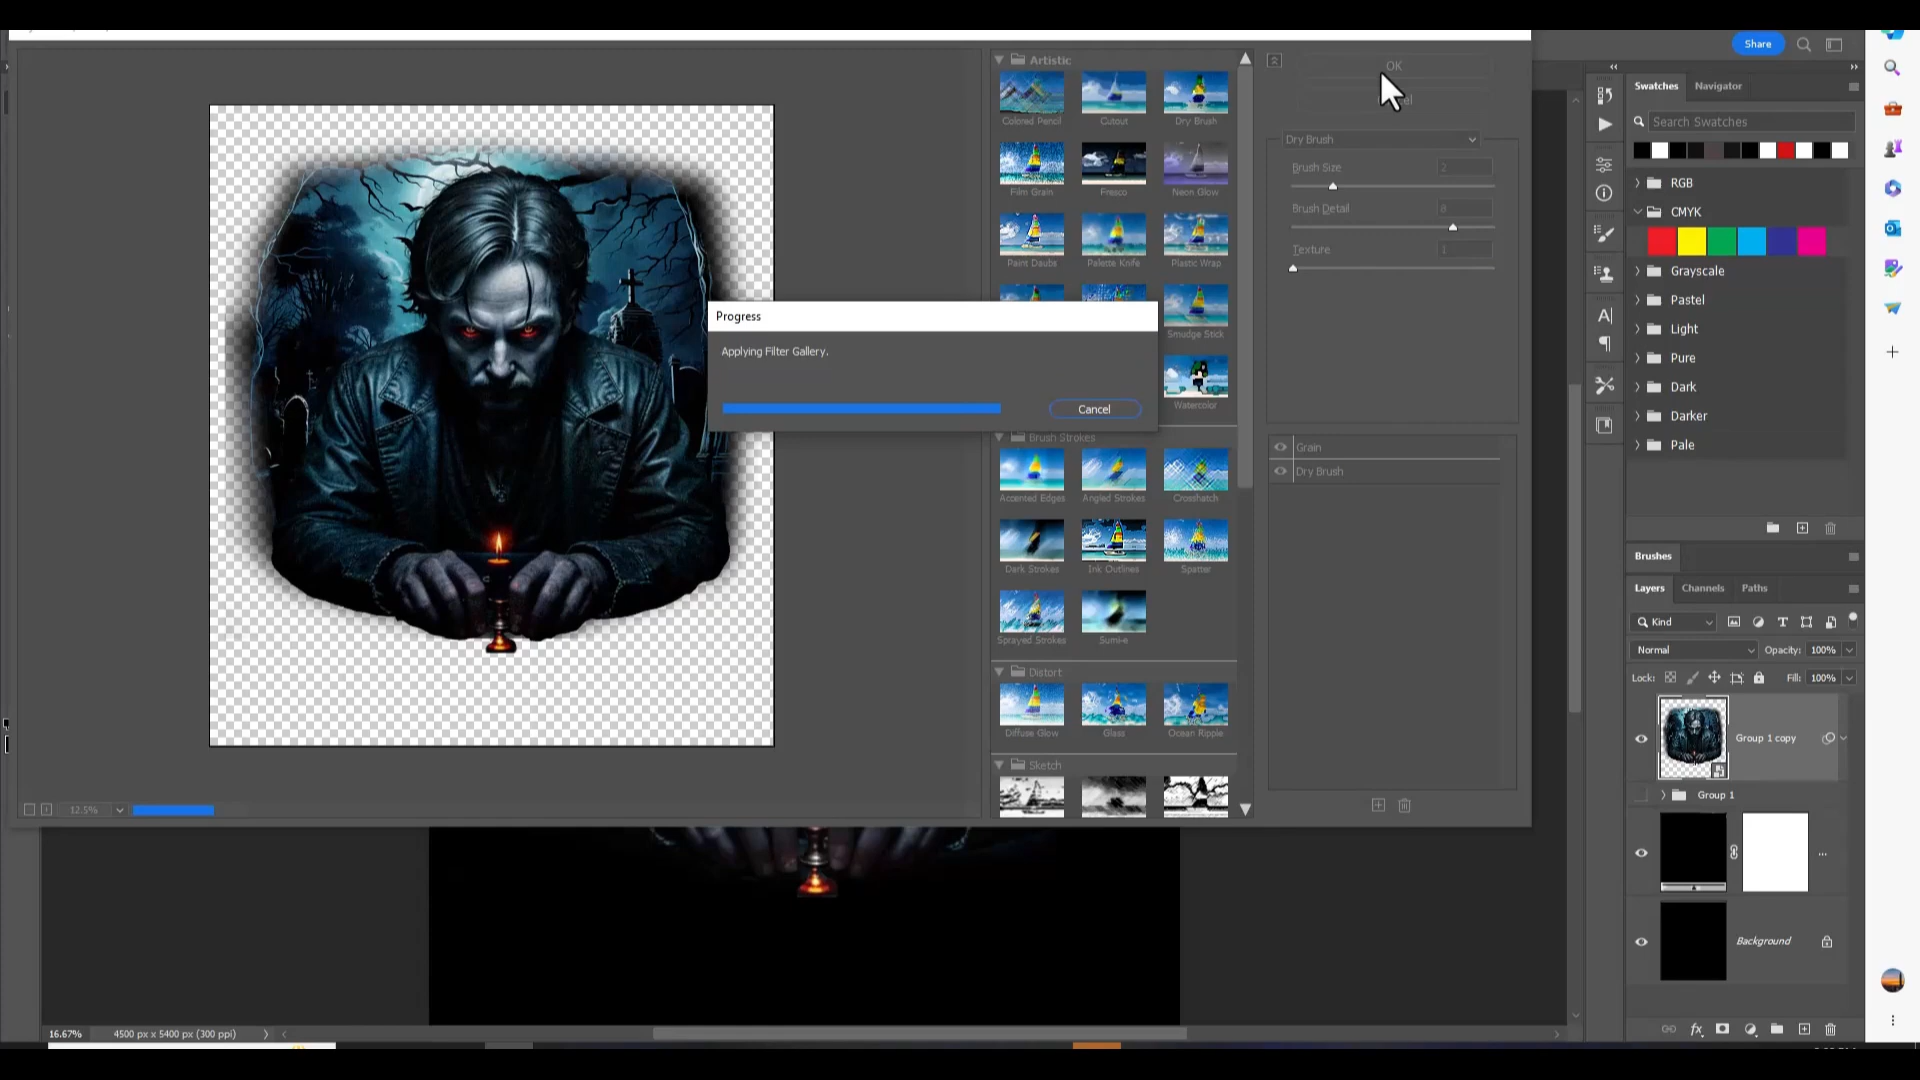 Share
Swatches
Navigator
Search Swatches
RGB
CMYK
Grayscale
Pastel
Light
Pure
Dark
Darker
Pale
Artistic
Colored Pencil
Cutout
Dry Brush
Film Grain
Fresco
Neon Glow
Paint Daubs
Palette Knife
Plastic Wrap
Smudge Stick
Watercolor
Brush Strokes
Accented Edges
Angled Strokes
Crosshatch
Dark Strokes
Ink Outlines
Spatter
Sprayed Strokes
Sumi-e
Distort
Diffuse Glow
Glass
Ocean Ripple
Sketch
OK
Dry Brush
Brush Size
2
Brush Detail
8
Texture
1
Progress
Applying Filter Gallery.
Cancel
Grain
Dry Brush
12.5%
Brushes
Layers
Channels
Paths
Kind
Normal
Opacity:
100%
Lock:
Fill:
100%
Group 1 copy
Group 1
...
Background
fx
16.67%
4500 px x 5400 px (300 ppi)